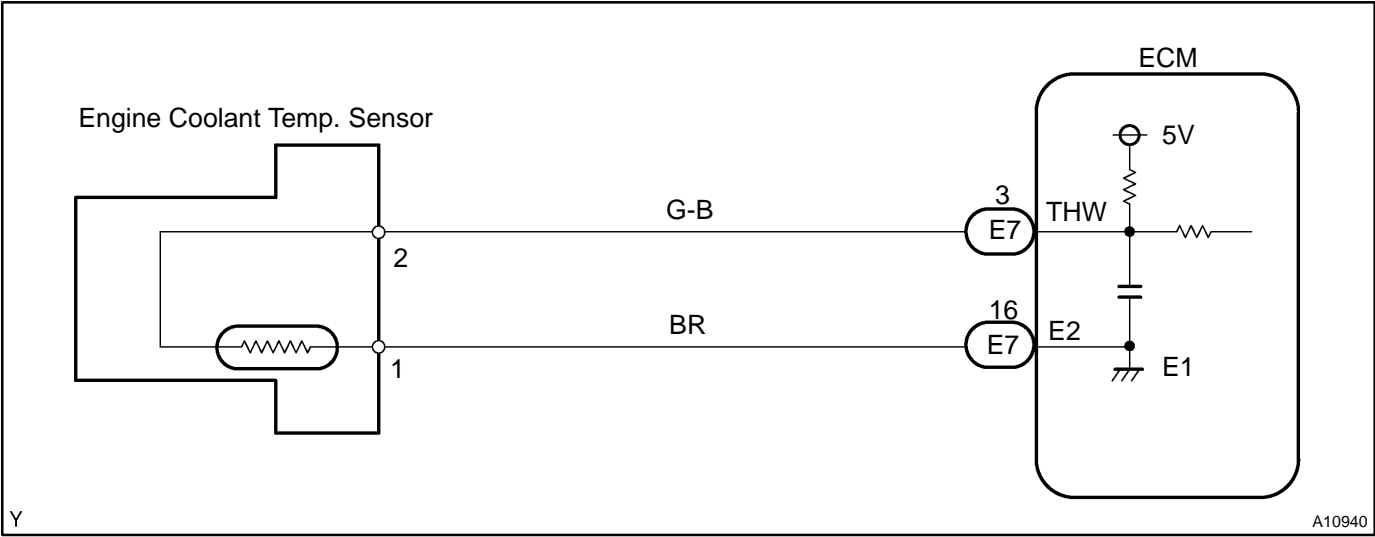 ECM
Engine Coolant Temp. Sensor
5V
3
G-B
THW
E7
2
16
BR
E2
E7
1
E1
Y
A10940